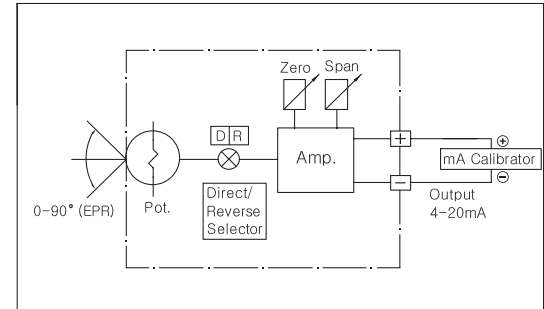 Zero Span
D R
+
Amp.
mA Calibrator
−
0-90° (EPR)
Pot.
Direct/
Reverse
Selector
Output
4-20mA